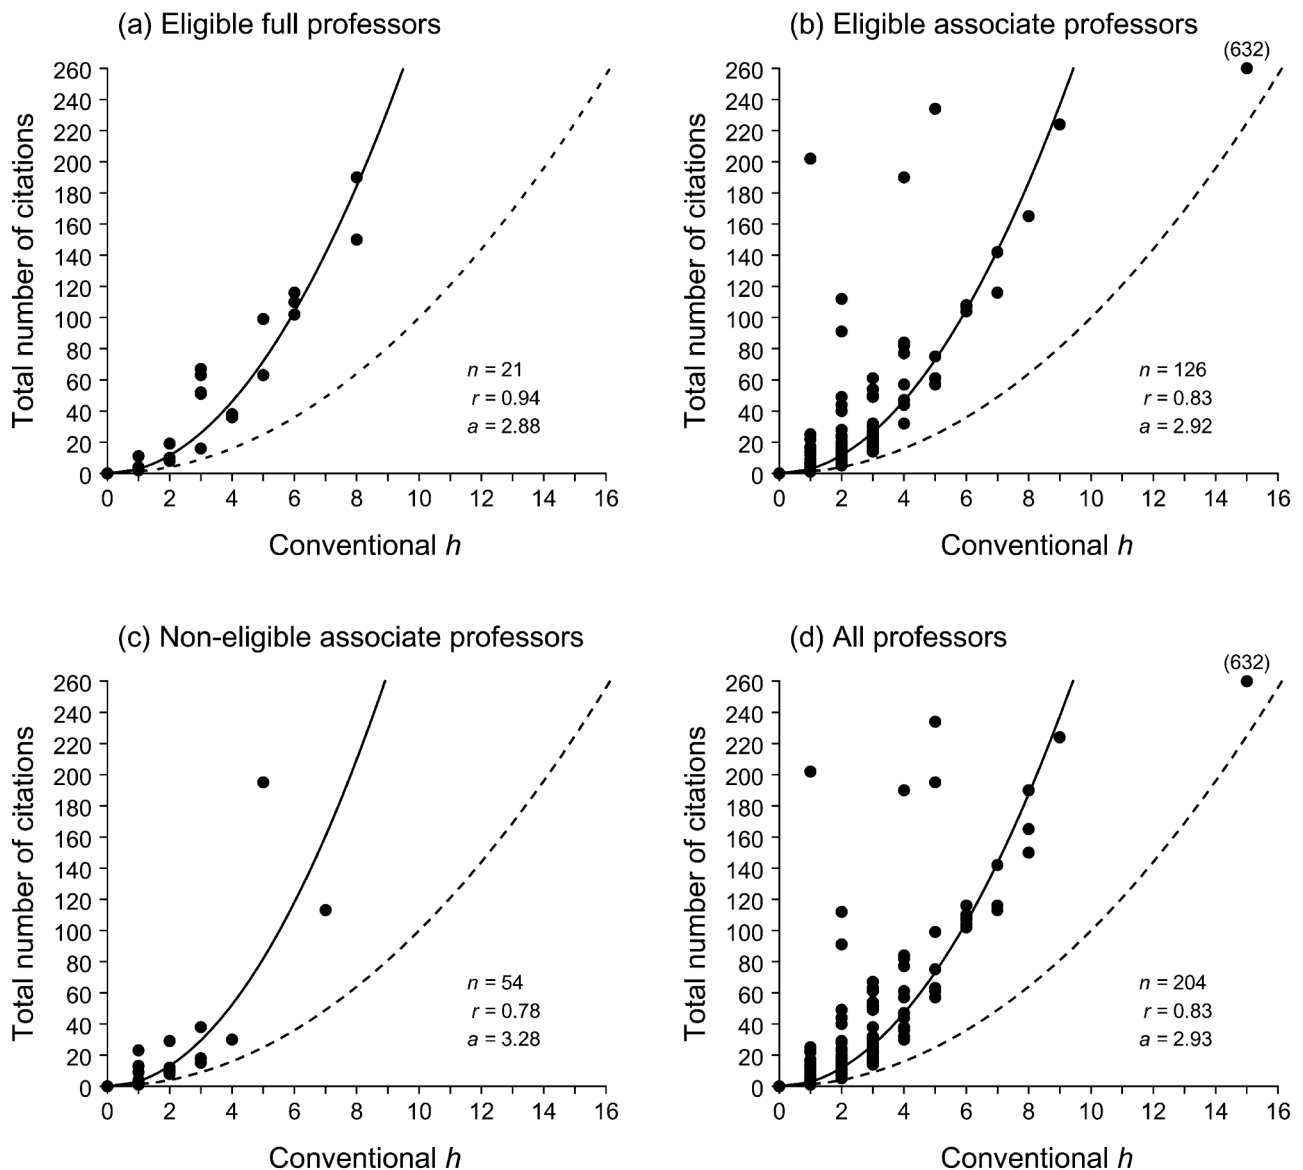 (a) Eligible full professors
260
240
220
200
180
160
140
120
100
80
60
40
20
0
Total number of citations
n = 21
r = 0.94
a = 2.88
0 2 4 6 8 10 12 14 16
Conventional h
(b) Eligible associate professors
(632)
260
240
220
200
180
160
140
120
100
80
60
40
20
0
Total number of citations
n = 126
r = 0.83
a = 2.92
0 2 4 6 8 10 12 14 16
Conventional h
(c) Non-eligible associate professors
260
240
220
200
180
160
140
120
100
80
60
40
20
0
Total number of citations
n = 54
r = 0.78
a = 3.28
0 2 4 6 8 10 12 14 16
Conventional h
(d) All professors
(632)
260
240
220
200
180
160
140
120
100
80
60
40
20
0
Total number of citations
n = 204
r = 0.83
a = 2.93
0 2 4 6 8 10 12 14 16
Conventional h